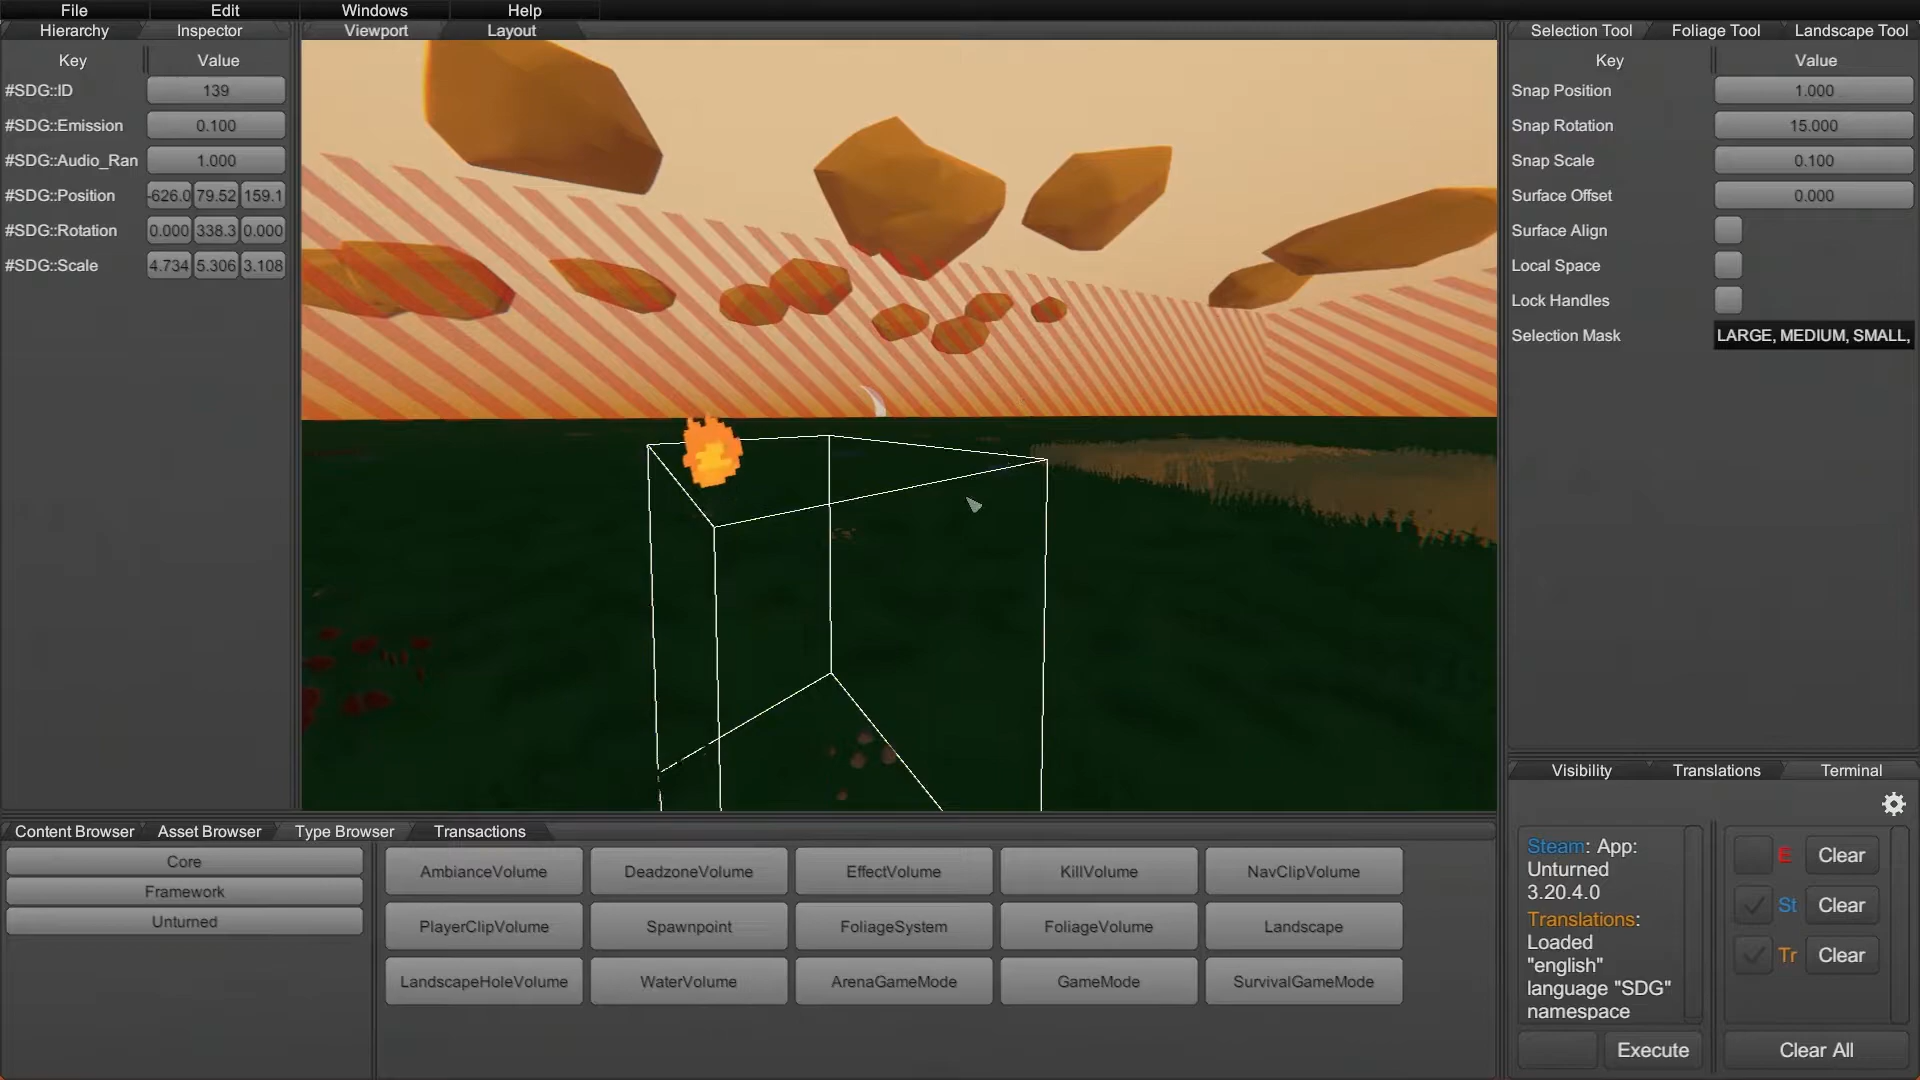 File Edit Windows Help
Hierarchy Inspector Viewport Layout Selection Tool Foliage Tool Landscape Tool
Key Value
#SDG::ID 139
#SDG::Emission 0.100
#SDG::Audio_Ran 1.000
#SDG::Position -626.0 79.52 159.1
#SDG::Rotation 0.000 338.3 0.000
#SDG::Scale 4.734 5.306 3.108
Key Value
Snap Position 1.000
Snap Rotation 15.000
Snap Scale 0.100
Surface Offset 0.000
Surface Align
Local Space
Lock Handles
Selection Mask LARGE, MEDIUM, SMALL,
Content Browser Asset Browser Type Browser Transactions
Core
Framework
Unturned
AmbianceVolume DeadzoneVolume EffectVolume KillVolume NavClipVolume
PlayerClipVolume Spawnpoint FoliageSystem FoliageVolume Landscape
LandscapeHoleVolume WaterVolume ArenaGameMode GameMode SurvivalGameMode
Visibility Translations Terminal
Steam: App:
Unturned
3.20.4.0
Translations:
Loaded
"english"
language "SDG"
namespace
E Clear
St Clear
Tr Clear
Execute Clear All